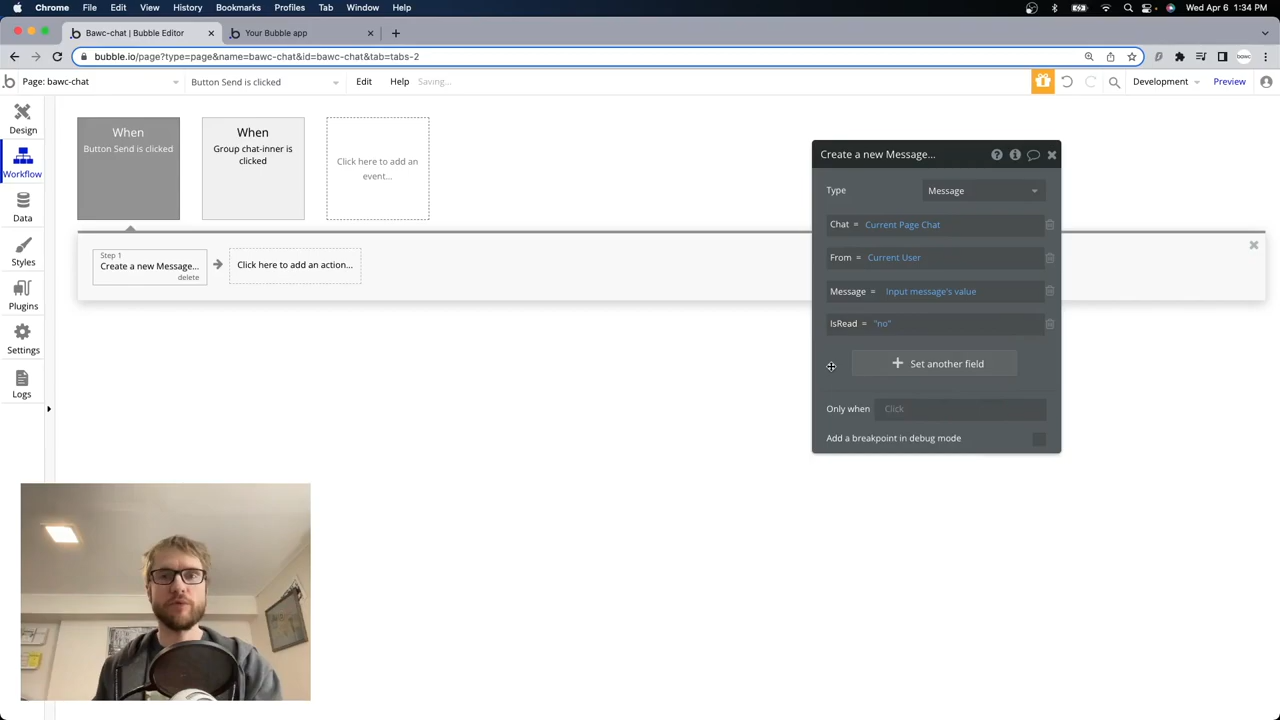 Chrome File Edit View History Bookmarks Profiles Tab Window Help
Wed Apr 6 1:34 PM
Bawc-chat | Bubble Editor
Your Bubble app
bubble.io/page?type=page&name=bawc-chat&id=bawc-chat&tab=tabs-2
Page: bawc-chat
Button Send is clicked
Edit
Help
Saving...
Development
Preview
Design
Workflow
Data
Styles
Plugins
Settings
Logs
When
Button Send is clicked
When
Group chat-inner is
clicked
Click here to add an
event...
Step 1
Create a new Message...
delete
Click here to add an action...
Create a new Message...
Type
Message
Chat = Current Page Chat
From = Current User
Message = Input message's value
IsRead = "no"
Set another field
Only when
Click
Add a breakpoint in debug mode